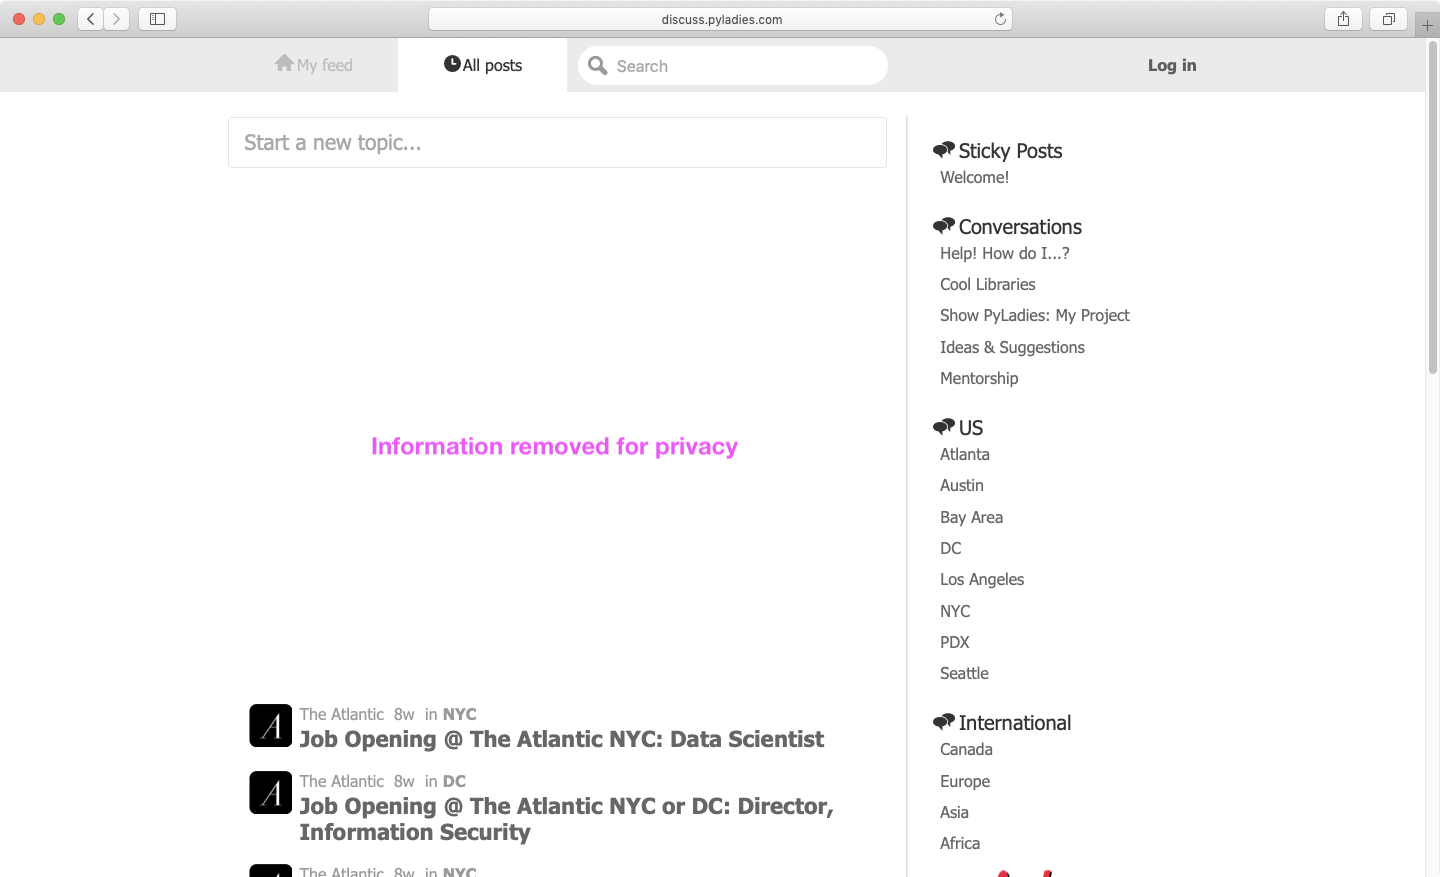 discuss.pyladies.com
My feed
All posts
Search
Log in
Start a new topic...
Information removed for privacy
The Atlantic 8w in NYC
Job Opening @ The Atlantic NYC: Data Scientist
The Atlantic 8w in DC
Job Opening @ The Atlantic NYC or DC: Director,
Information Security
The Atlantic 8w in NYC
Sticky Posts
Welcome!
Conversations
Help! How do I...?
Cool Libraries
Show PyLadies: My Project
Ideas & Suggestions
Mentorship
US
Atlanta
Austin
Bay Area
DC
Los Angeles
NYC
PDX
Seattle
International
Canada
Europe
Asia
Africa